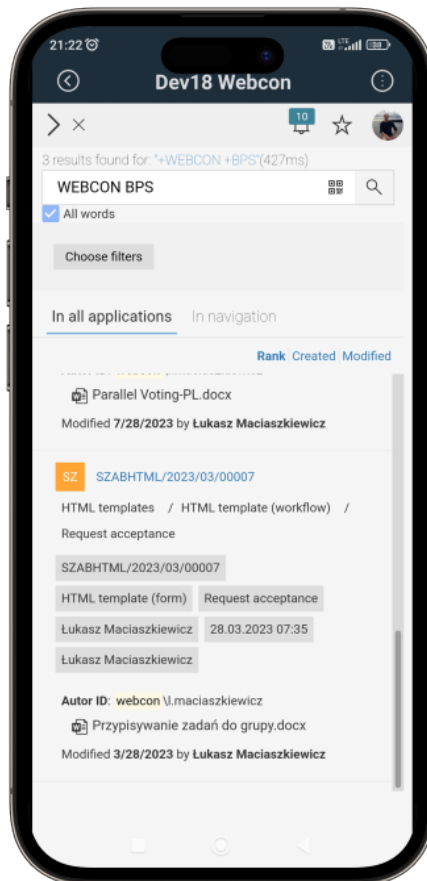 21:22
Dev18 Webcon
10
3 results found for: "+WEBCON +BPS"(427ms)
WEBCON BPS
All words
Choose filters
In all applications In navigation
Rank Created Modified
Parallel Voting-PL.docx
Modified 7/28/2023 by Łukasz Maciaszkiewicz
SZ SZABHTML/2023/03/00007
HTML templates / HTML template (workflow) /
Request acceptance
SZABHTML/2023/03/00007
HTML template (form) Request acceptance
Łukasz Maciaszkiewicz 28.03.2023 07:35
Łukasz Maciaszkiewicz
Autor ID: webcon\l.maciaszkiewicz
Przypisywanie zadań do grupy.docx
Modified 3/28/2023 by Łukasz Maciaszkiewicz